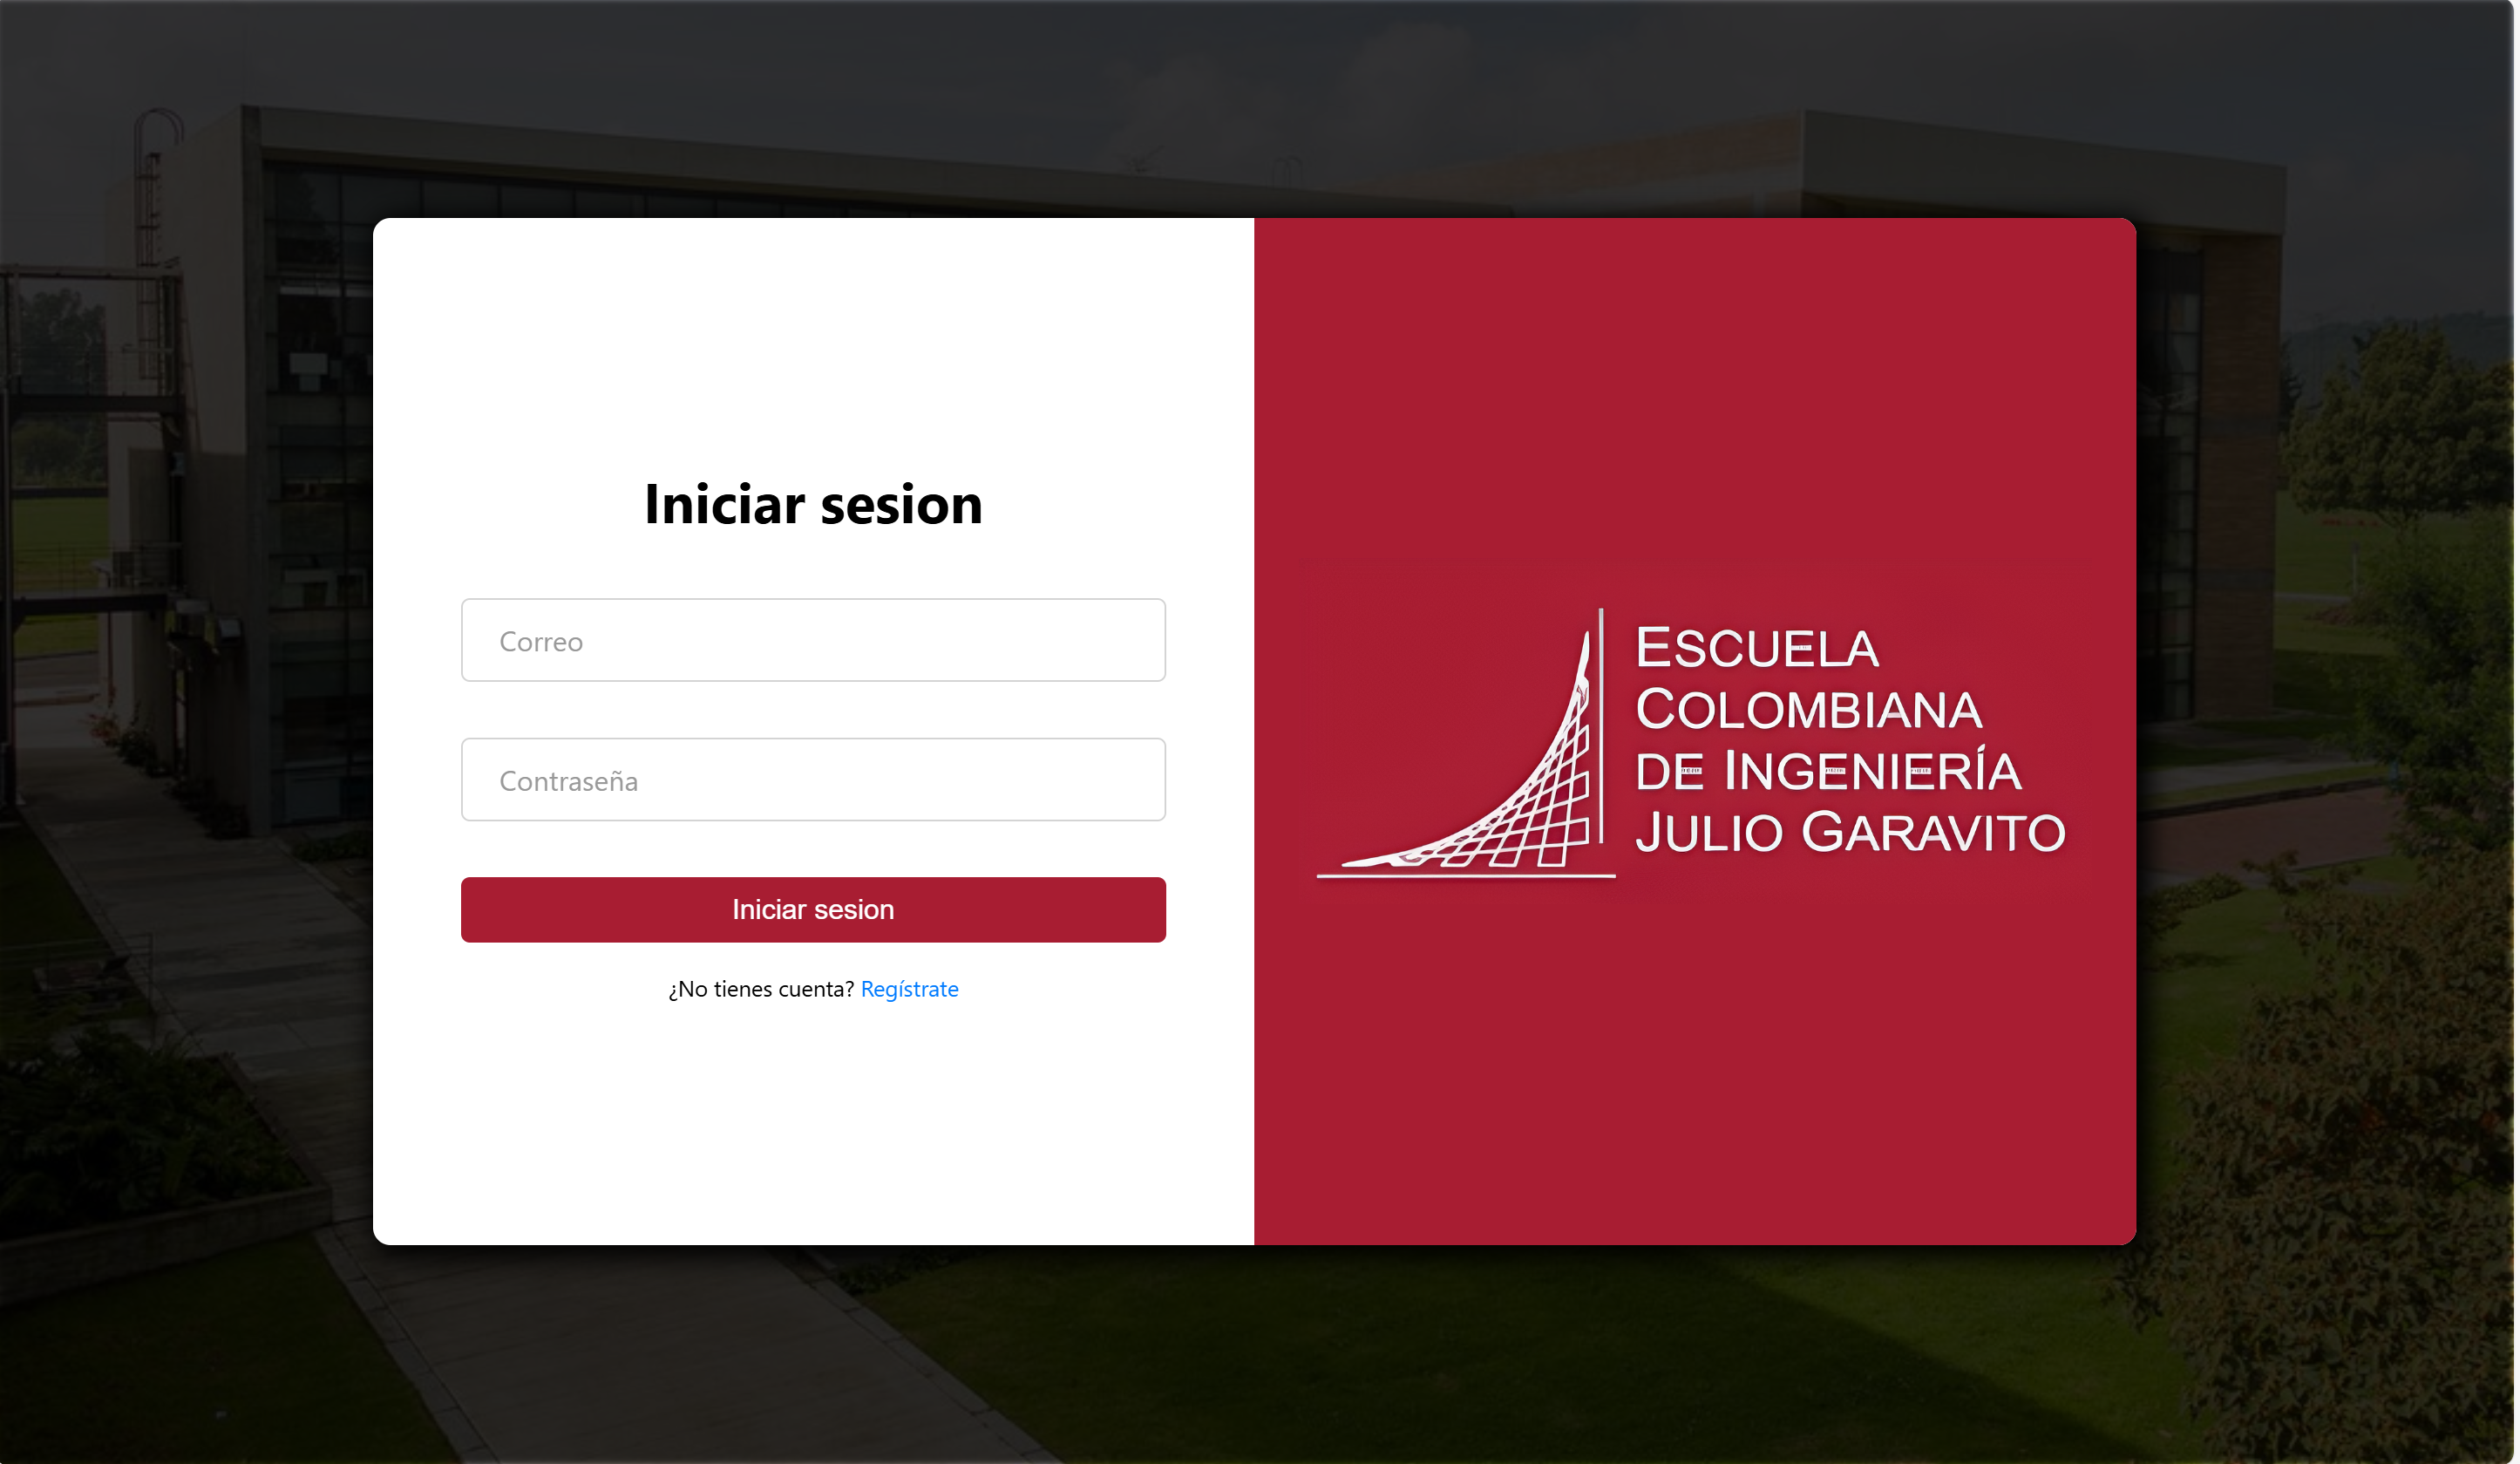 Iniciar sesion
Correo
Contraseña
Iniciar sesion
¿No tienes cuenta? Regístrate
ESCUELA
COLOMBIANA
DE INGENIERÍA
JULIO GARAVITO